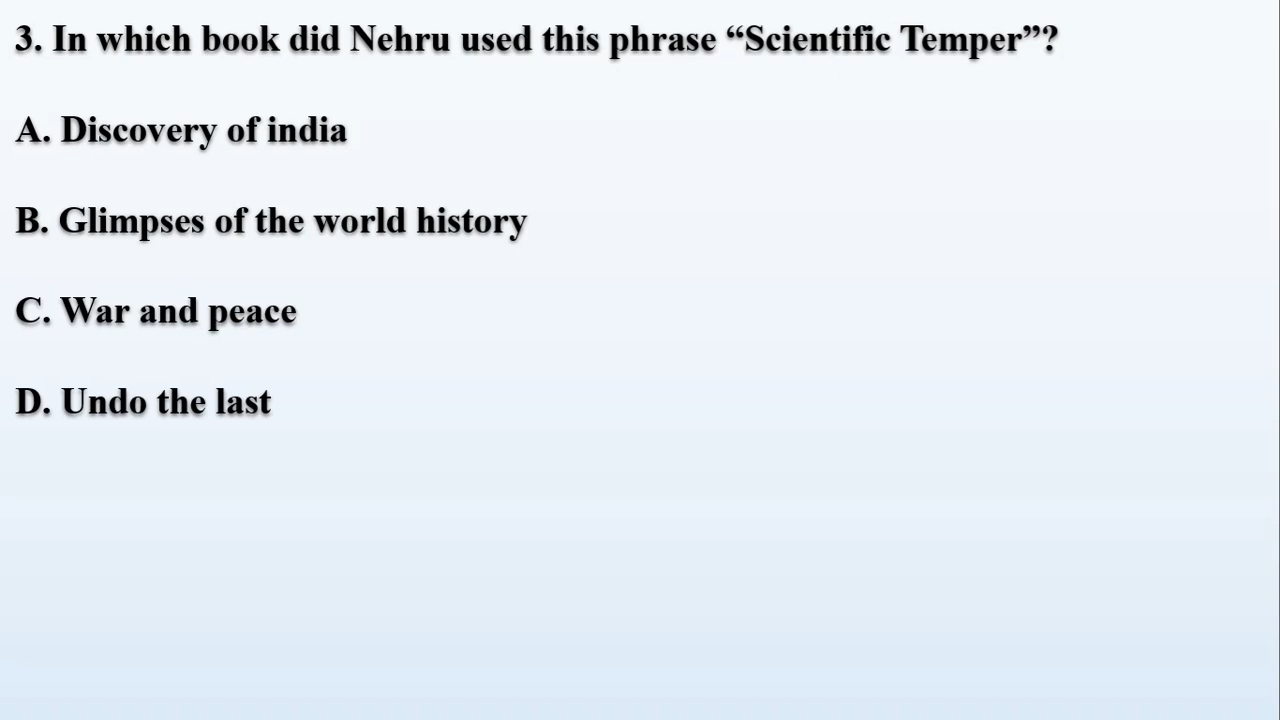 3. In which book did Nehru used this phrase “Scientific Temper”?
A. Discovery of india
B. Glimpses of the world history
C. War and peace
D. Undo the last